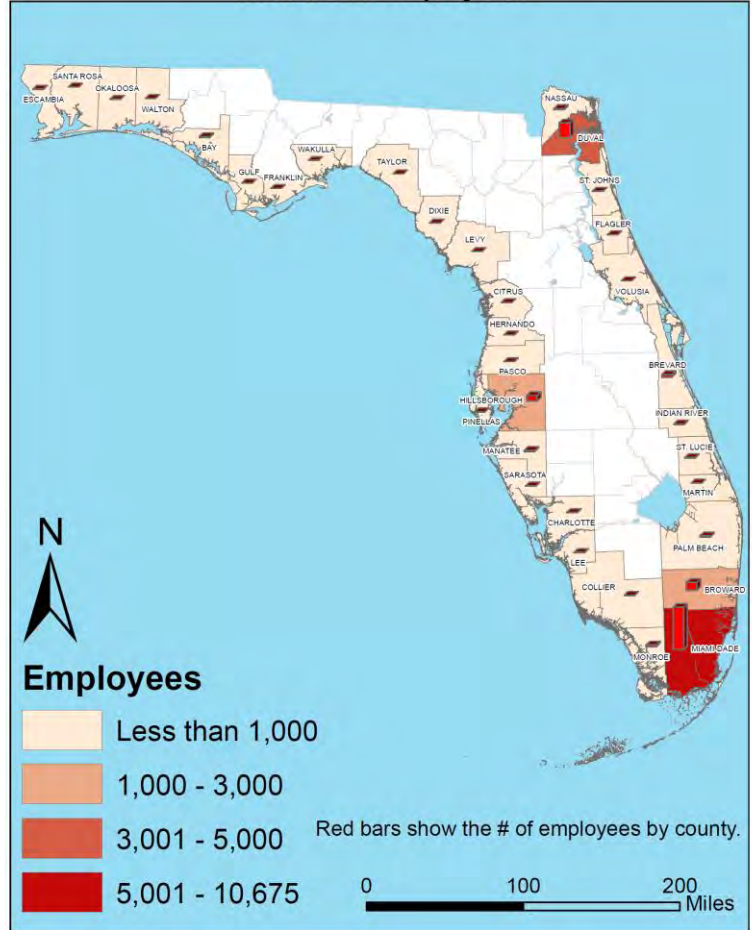 NASSAU
SANTA ROSA
OKALOOSA
ESCAMBIA
WALTON
BAY
WAKULLA
TAYLOR
DUVAL
GULF
FRANKLIN
ST. JOHNS
DIXIE
FLAGLER
LEVY
VOLUSIA
CITRUS
HERNANDO
PASCO
BREVARD
HILLSBOROUGH
INDIAN RIVER
PINELLAS
MANATEE
ST. LUCIE
SARASOTA
MARTIN
CHARLOTTE
PALM BEACH
LEE
COLLIER
BROWARD
MONROE
MIAMI-DADE
N
Employees
Less than 1,000
1,000 - 3,000
3,001 - 5,000
5,001 - 10,675
Red bars show the # of employees by county.
0 100 200
Miles